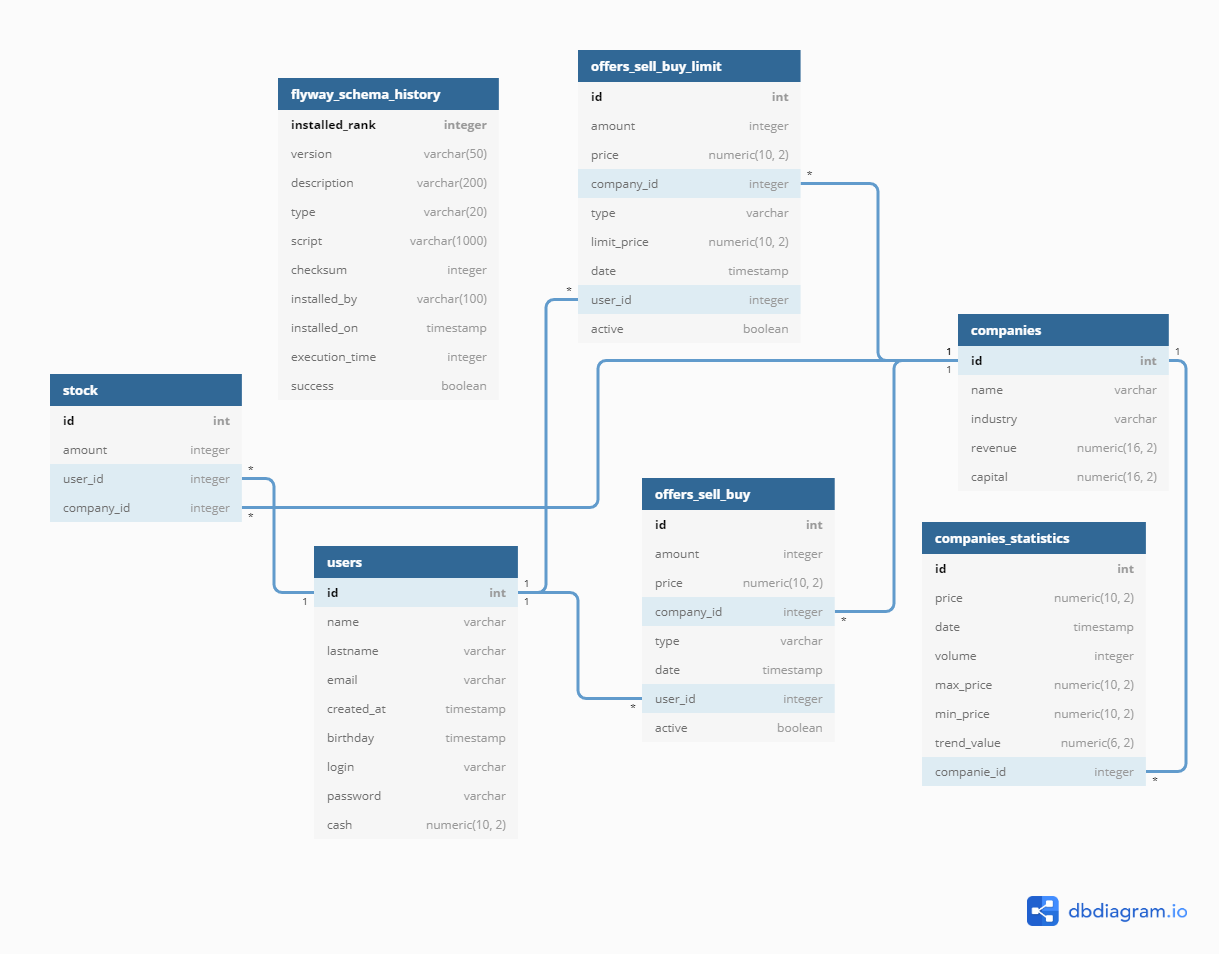 flyway_schema_history
installed_rank integer
version varchar(50)
description varchar(200)
type varchar(20)
script varchar(1000)
checksum integer
installed_by varchar(100)
installed_on timestamp
execution_time integer
success boolean
offers_sell_buy_limit
id int
amount integer
price numeric(10, 2)
company_id integer
*
type varchar
limit_price numeric(10, 2)
date timestamp
*
user_id integer
active boolean
companies
1
1
1
id int
name varchar
industry varchar
revenue numeric(16, 2)
capital numeric(16, 2)
stock
id int
amount integer
user_id integer
*
company_id integer
*
users
1
1
1
id int
name varchar
lastname varchar
email varchar
created_at timestamp
birthday timestamp
login varchar
password varchar
cash numeric(10, 2)
offers_sell_buy
id int
amount integer
price numeric(10, 2)
company_id integer
*
type varchar
date timestamp
user_id integer
*
active boolean
companies_statistics
id int
price numeric(10, 2)
date timestamp
volume integer
max_price numeric(10, 2)
min_price numeric(10, 2)
trend_value numeric(6, 2)
companie_id integer
*
dbdiagram.io